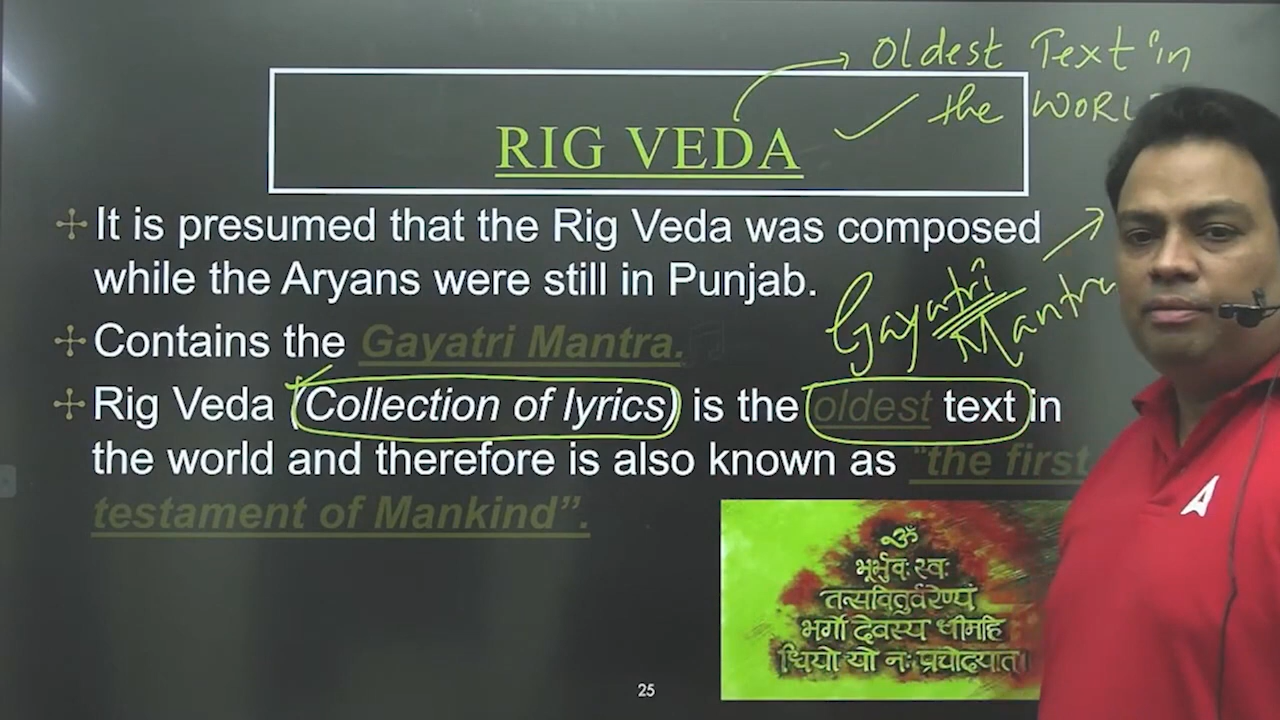 Oldest Text in
the WORL
RIG VEDA
It is presumed that the Rig Veda was composed
while the Aryans were still in Punjab.
Gayatri
Mantra
Contains the Gayatri Mantra.
Rig Veda (Collection of lyrics) is the oldest text in
the world and therefore is also known as “the first
testament of Mankind”.
ॐ
भूर्भुवः स्वः
तत्सवितुर्वरेण्यं
भर्गो देवस्य धीमहि
धियो यो नः प्रचोदयात्।
25